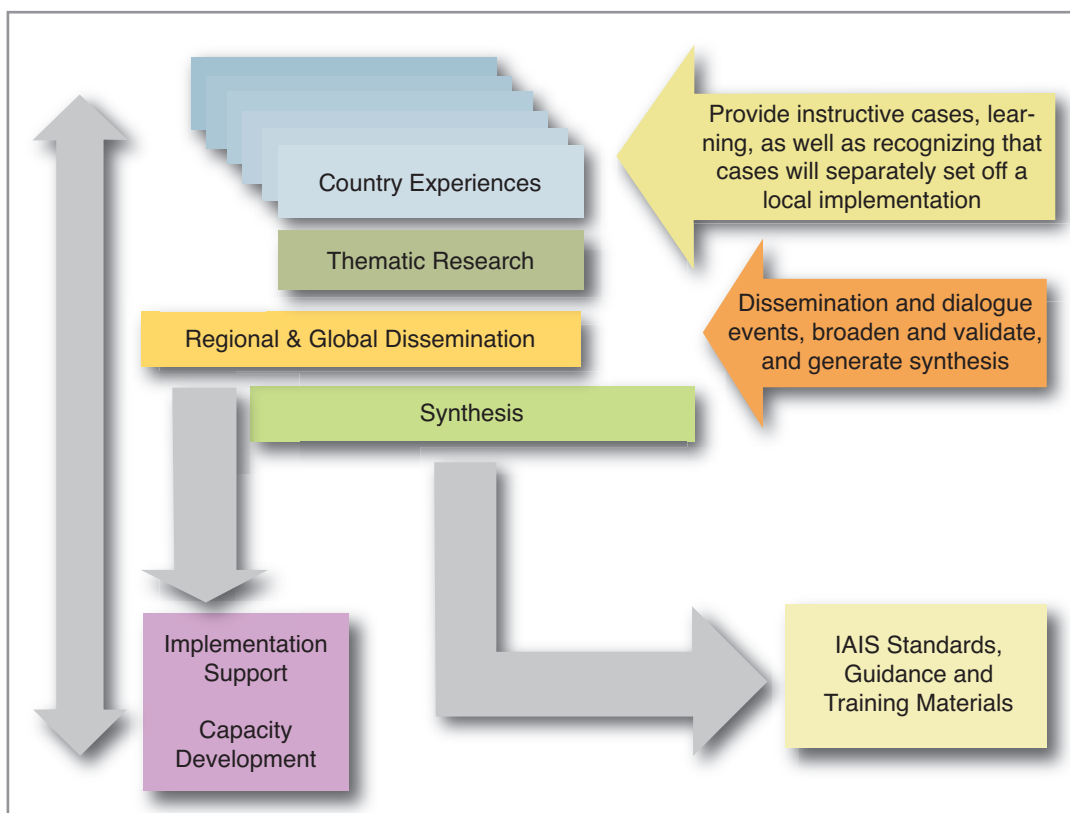 Country Experiences
Provide instructive cases, lear-
ning, as well as recognizing that
cases will separately set off a
local implementation
Thematic Research
Regional & Global Dissemination
Dissemination and dialogue
events, broaden and validate,
and generate synthesis
Synthesis
Implementation
Support
Capacity
Development
IAIS Standards,
Guidance and
Training Materials